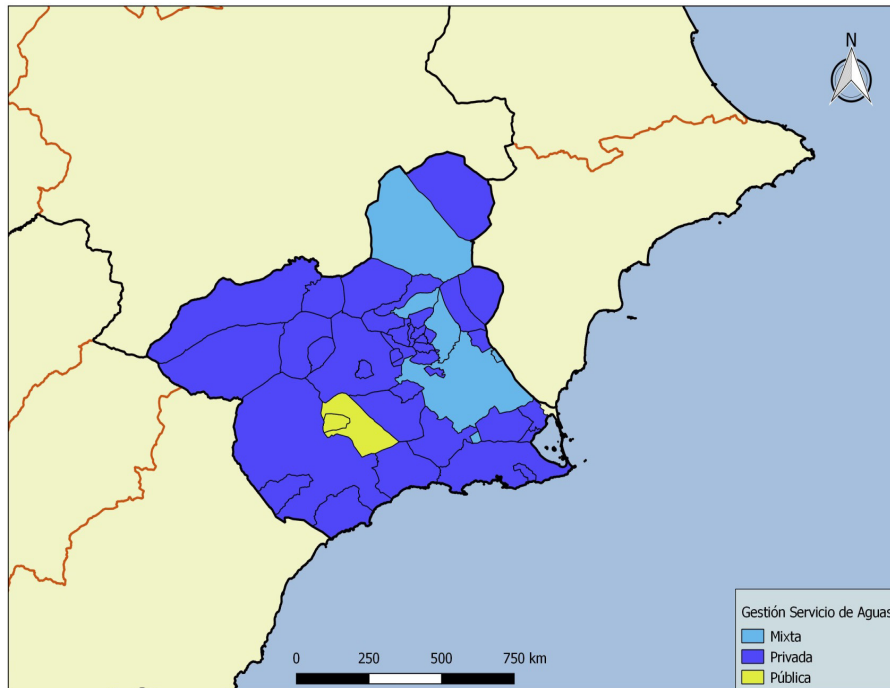 N
Gestión Servicio de Aguas
Mixta
Privada
Pública
0 250 500 750 km